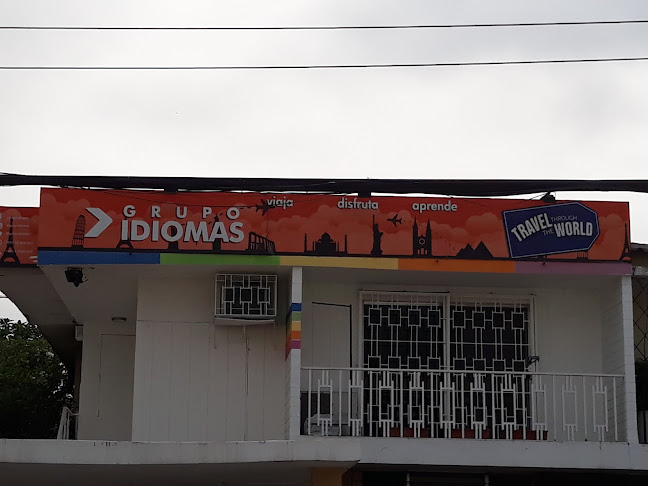 GRUPO
IDIOMAS
viaja disfruta aprende
TRAVEL THROUGH
THE WORLD